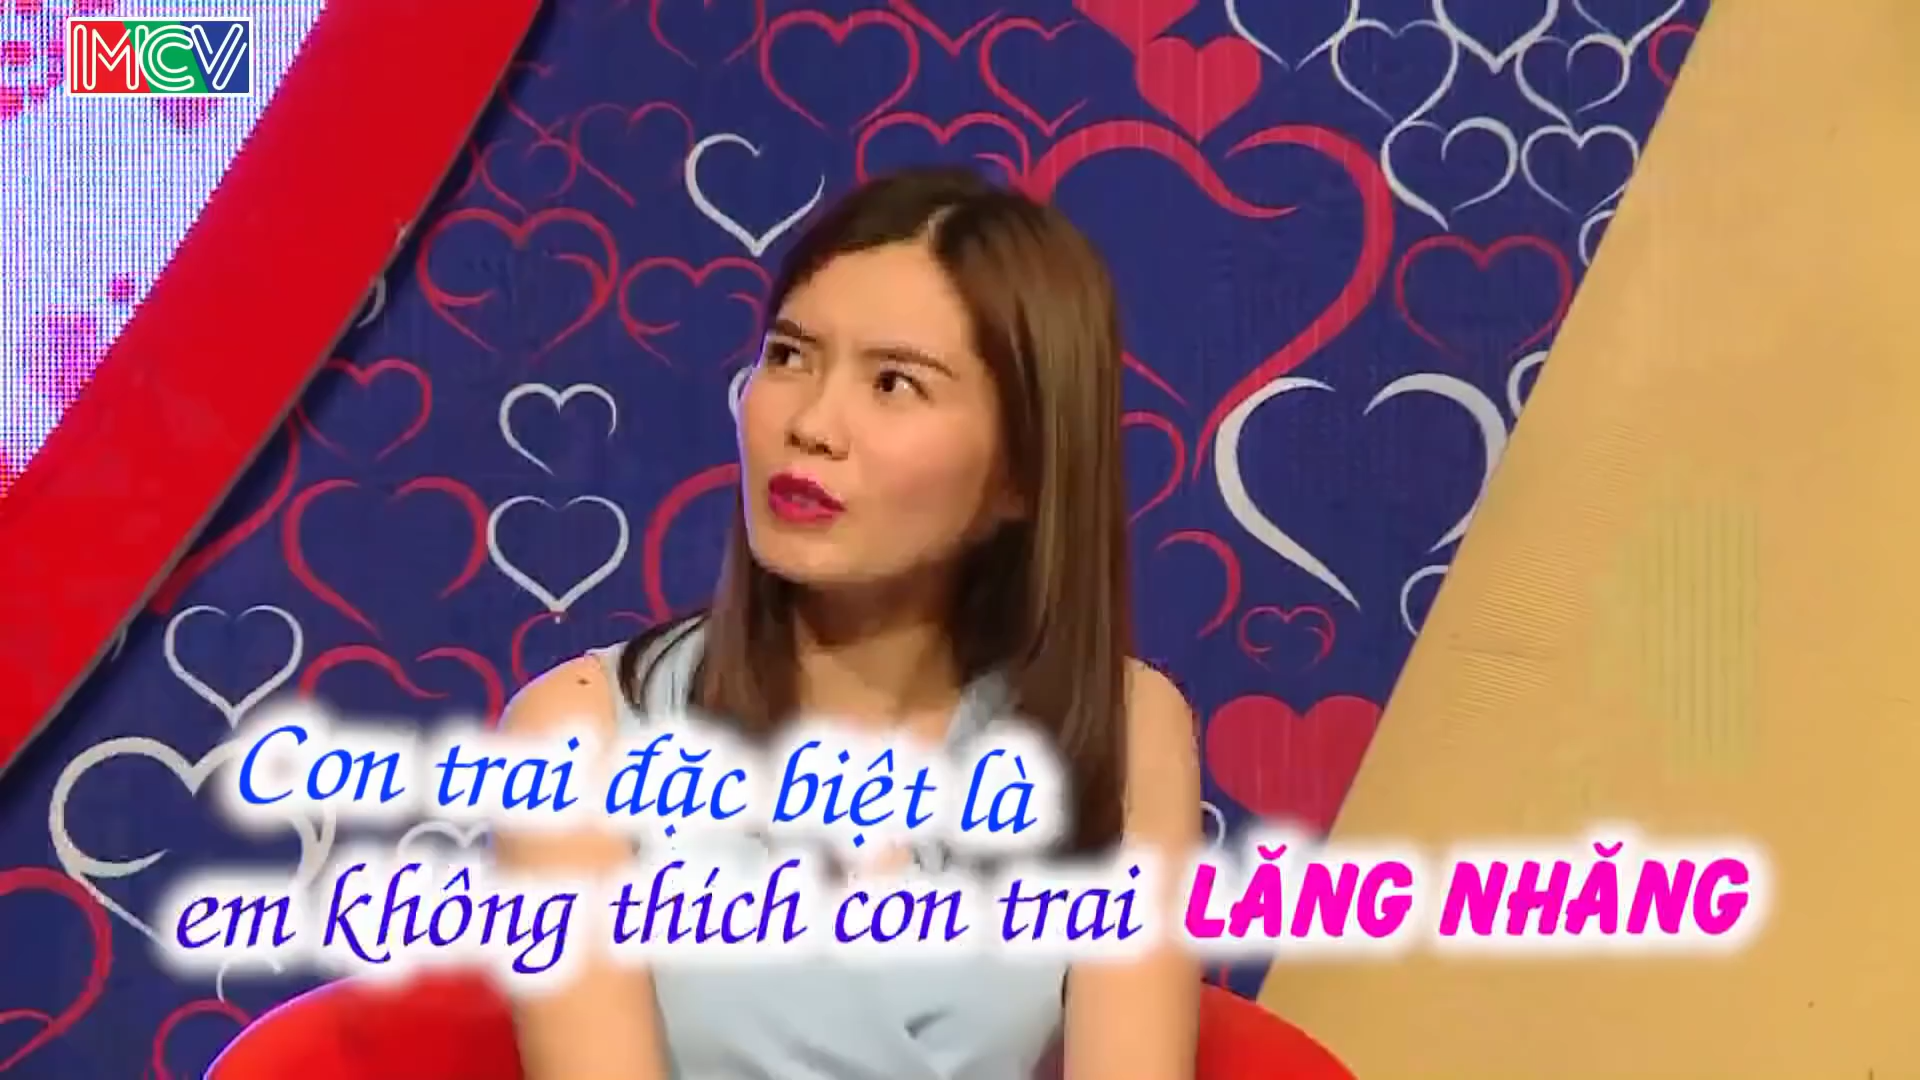 MCV
Con trai đặc biệt là
em không thích con trai LĂNG NHĂNG